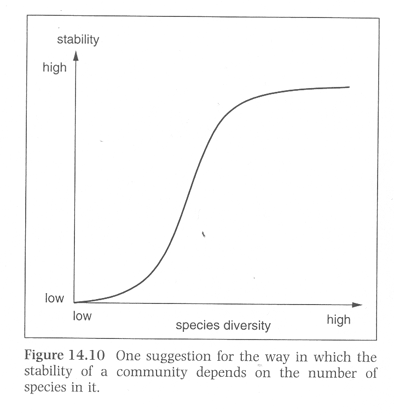 stability
high
low
low
species diversity
high
Figure 14.10 One suggestion for the way in which the
stability of a community depends on the number of
species in it.